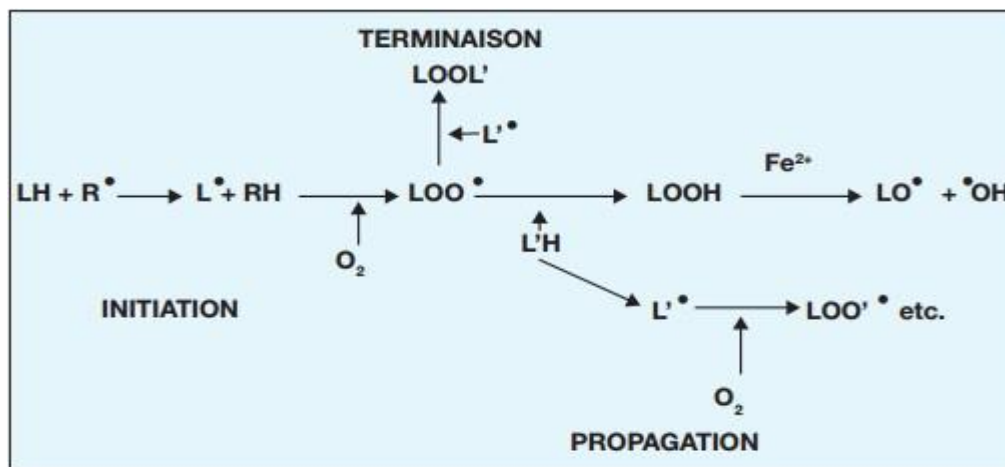 TERMINAISON
LOOL'
L'•
Fe²⁺
LH + R• L•+ RH LOO• LOOH LO• + •OH
O₂
L'H
INITIATION
L'• LOO'• etc.
O₂
PROPAGATION